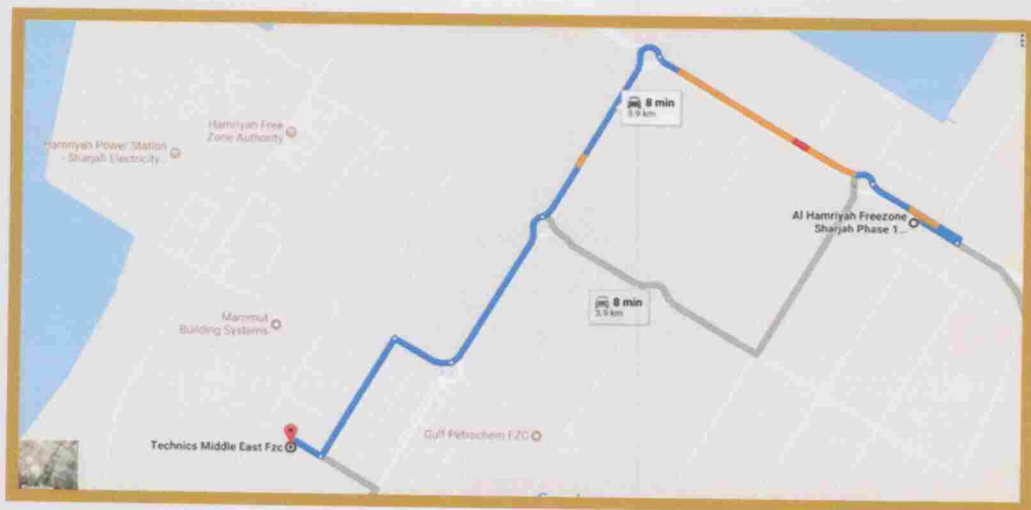 8 min
3.9 km
Hamriyah Free
Zone Authority
Hamriyah Power Station
- Sharjah Electricity...
Al Hamriyah Freezone
Sharjah Phase 1...
8 min
3.9 km
Mammut
Building Systems
Technics Middle East Fzc
Gulf Petrochem FZC